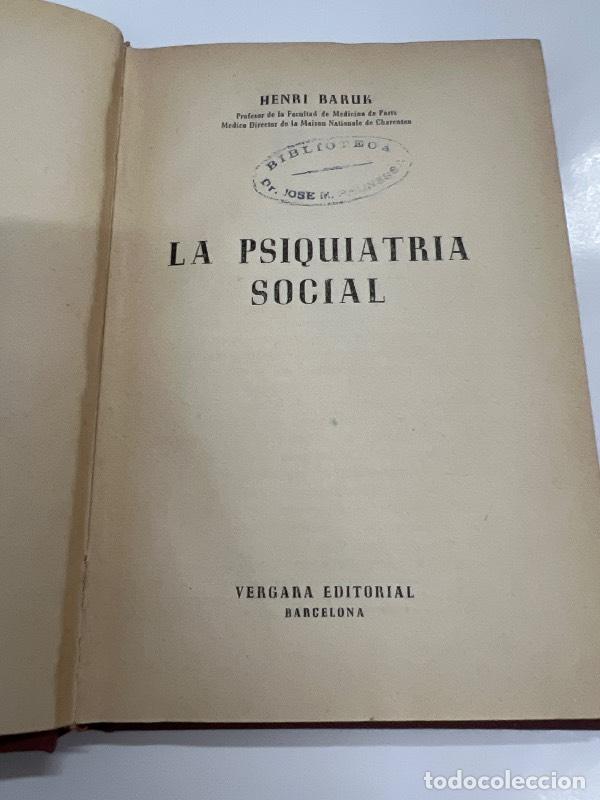 HENRI BARUK
Profesor de la Facultad de Medicina de París
Médico Director de la Maison Nationale de Charenton
BIBLIOTECA
Dr. JOSE M.
LA PSIQUIATRIA
SOCIAL
VERGARA EDITORIAL
BARCELONA
todocoleccion